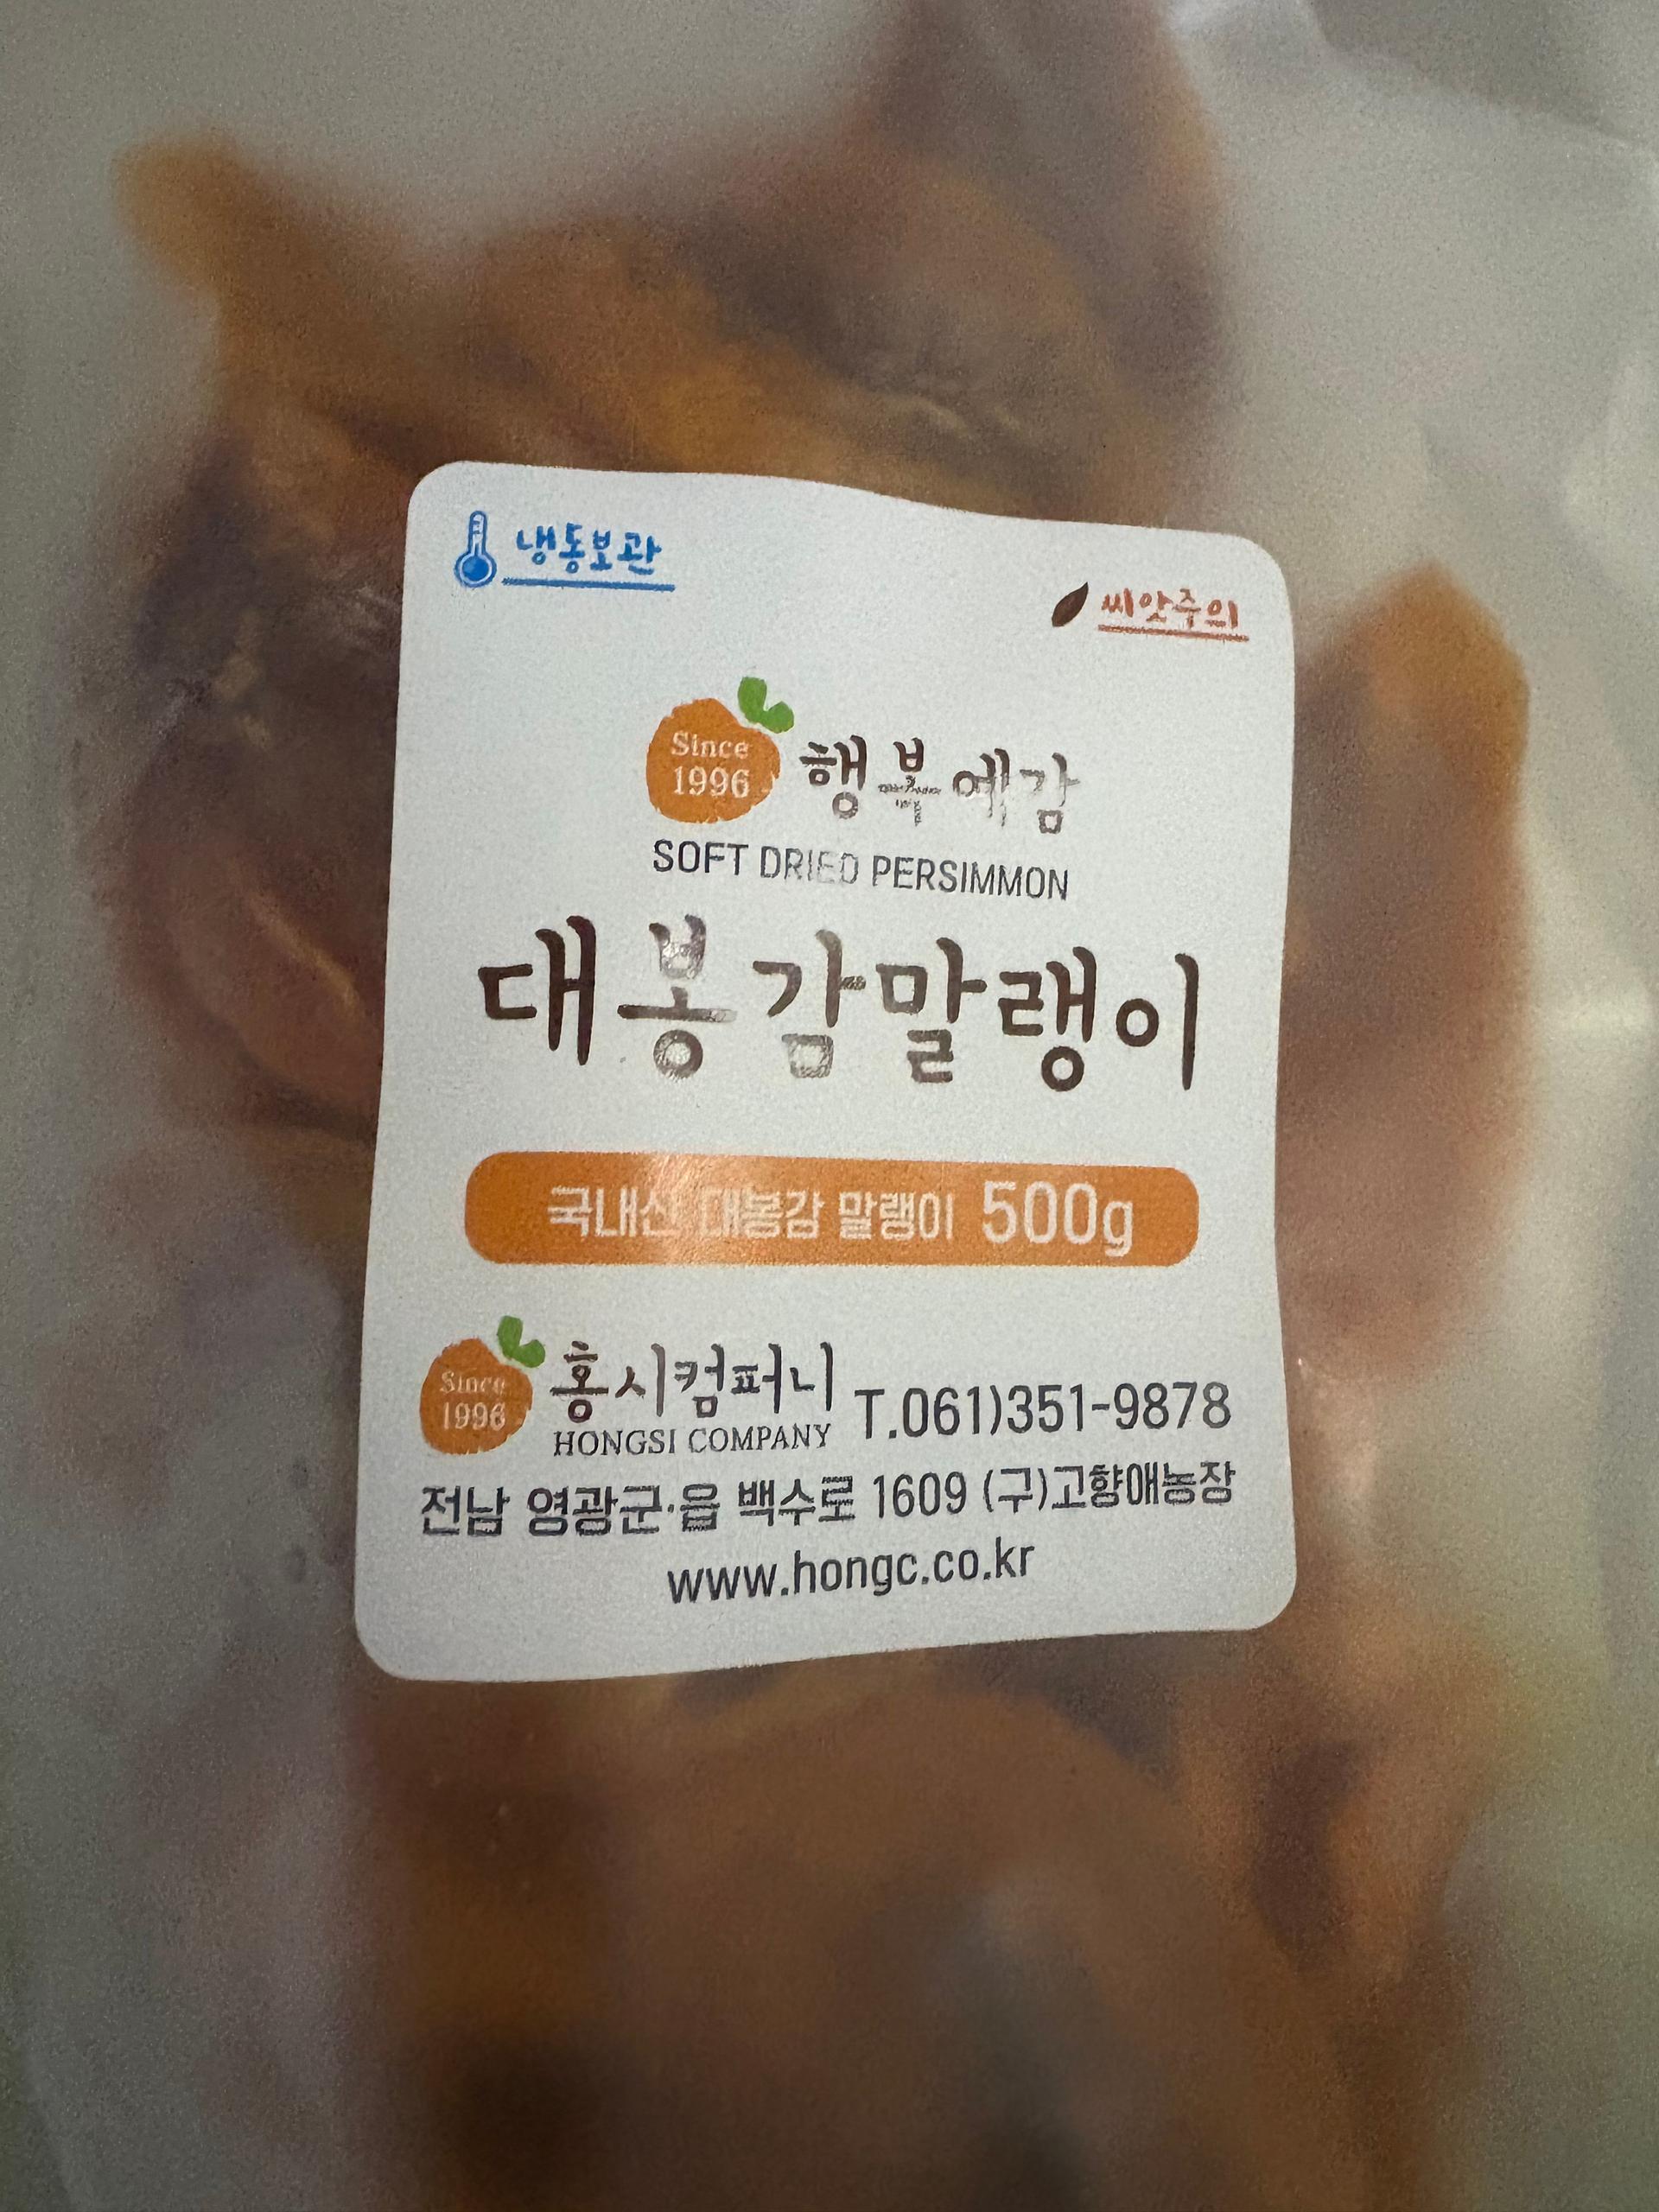 냉동보관
씨앗주의
Since
1996
행복예감
SOFT DRIED PERSIMMON
대봉감말랭이
국내산 대봉감 말랭이 500g
Since
1996
홍시컴퍼니
HONGSI COMPANY
T.061)351-9878
전남 영광군·읍 백수로 1609 (구)고향애농장
www.hongc.co.kr